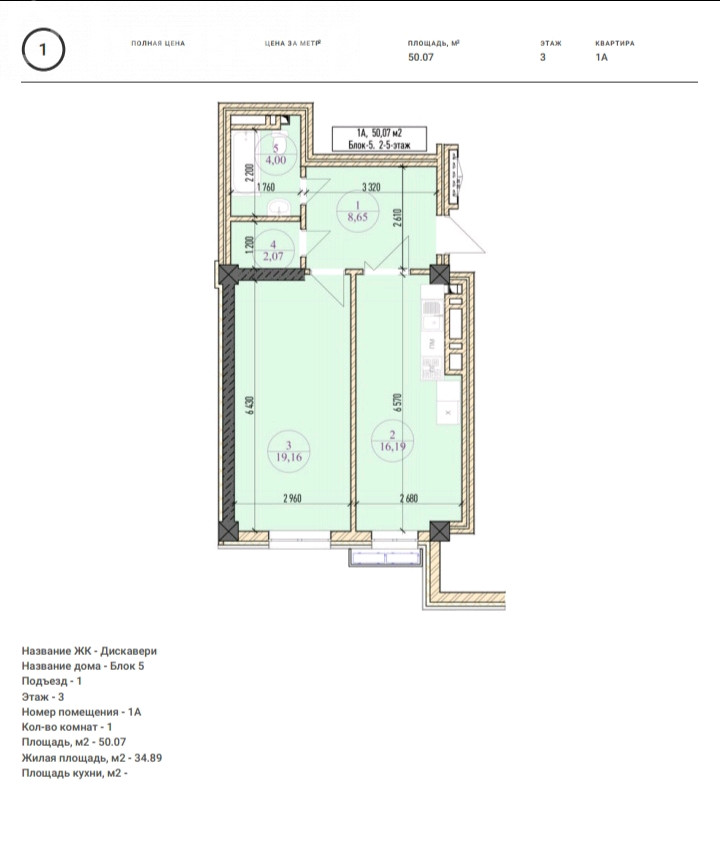 1
ПОЛНАЯ ЦЕНА
ЦЕНА ЗА МЕТР²
ПЛОЩАДЬ, М²
ЭТАЖ
КВАРТИРА
50.07
3
1А
1А, 50,07 м2
Блок-5. 2-5-этаж
5
4,00
2 200
1 760
3 320
1
8,65
2 610
1 200
4
2,07
ПМ
6 430
6 570
Х
3
19,16
2
16,19
2 960
2 680
Название ЖК - Дискавери
Название дома - Блок 5
Подъезд - 1
Этаж - 3
Номер помещения - 1А
Кол-во комнат - 1
Площадь, м2 - 50.07
Жилая площадь, м2 - 34.89
Площадь кухни, м2 -